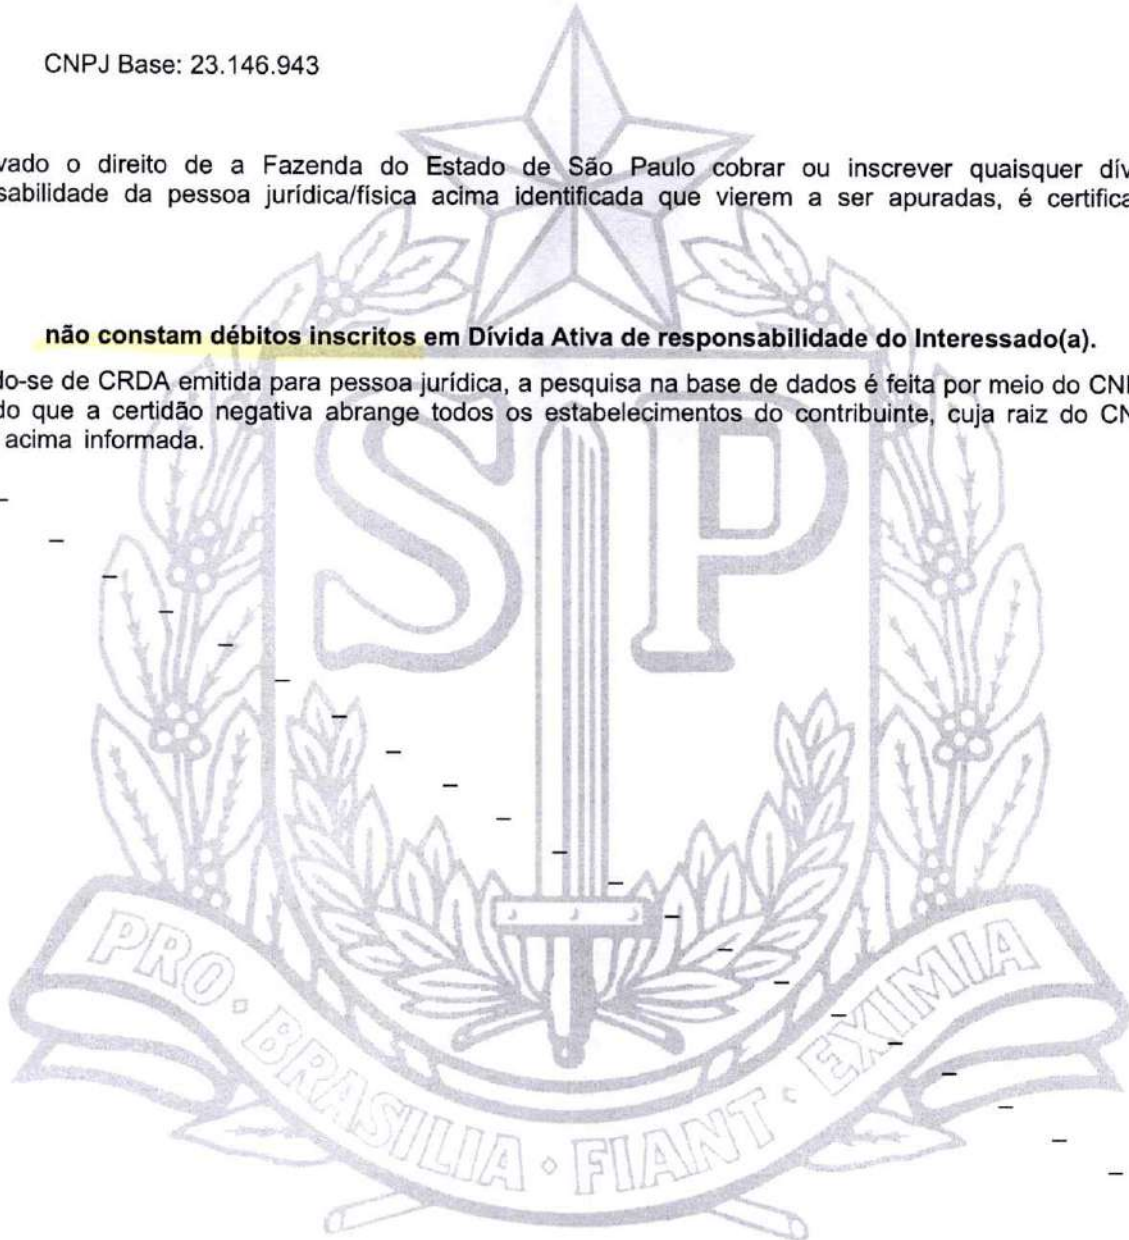 CNPJ Base: 23.146.943
vado o direito de a Fazenda do Estado de São Paulo cobrar ou inscrever quaisquer dív
sabilidade da pessoa jurídica/física acima identificada que vierem a ser apuradas, é certifica
não constam débitos inscritos em Dívida Ativa de responsabilidade do Interessado(a).
do-se de CRDA emitida para pessoa jurídica, a pesquisa na base de dados é feita por meio do CN
do que a certidão negativa abrange todos os estabelecimentos do contribuinte, cuja raiz do CN
acima informada.
SP
PRO · BRASILIA · FIANT · EXIMIA